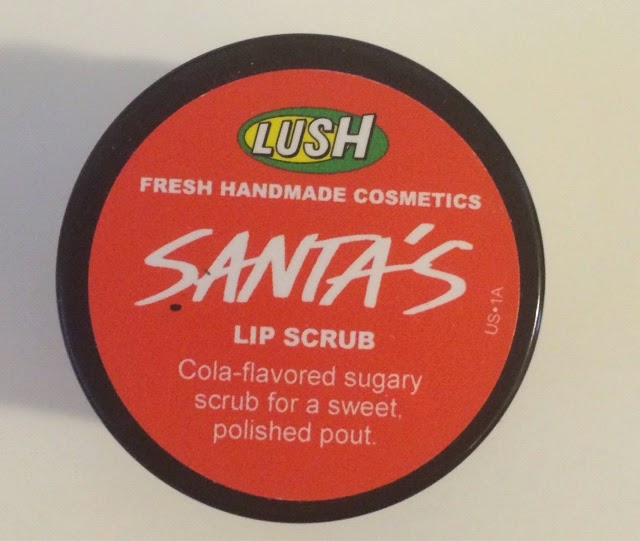 LUSH
FRESH HANDMADE COSMETICS
SANTA'S
LIP SCRUB
Cola-flavored sugary
scrub for a sweet,
polished pout.
US•1A